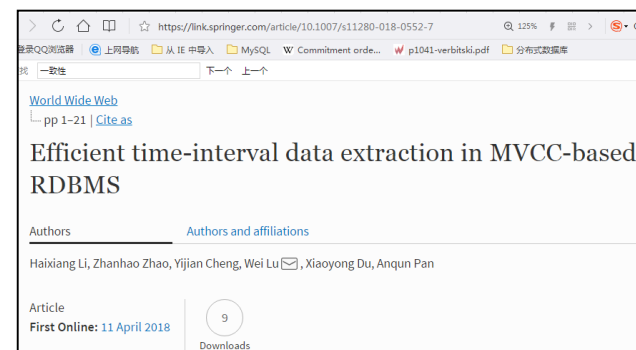 https://link.springer.com/article/10.1007/s11280-018-0552-7 125%
登录QQ浏览器 上网导航 从 IE 中导入 MySQL Commitment orde... p1041-verbitski.pdf 分布式数据库
找 一致性 下一个 上一个
World Wide Web
pp 1–21 | Cite as
Efficient time-interval data extraction in MVCC-based
RDBMS
Authors Authors and affiliations
Haixiang Li, Zhanhao Zhao, Yijian Cheng, Wei Lu, Xiaoyong Du, Anqun Pan
Article
First Online: 11 April 2018
9
Downloads